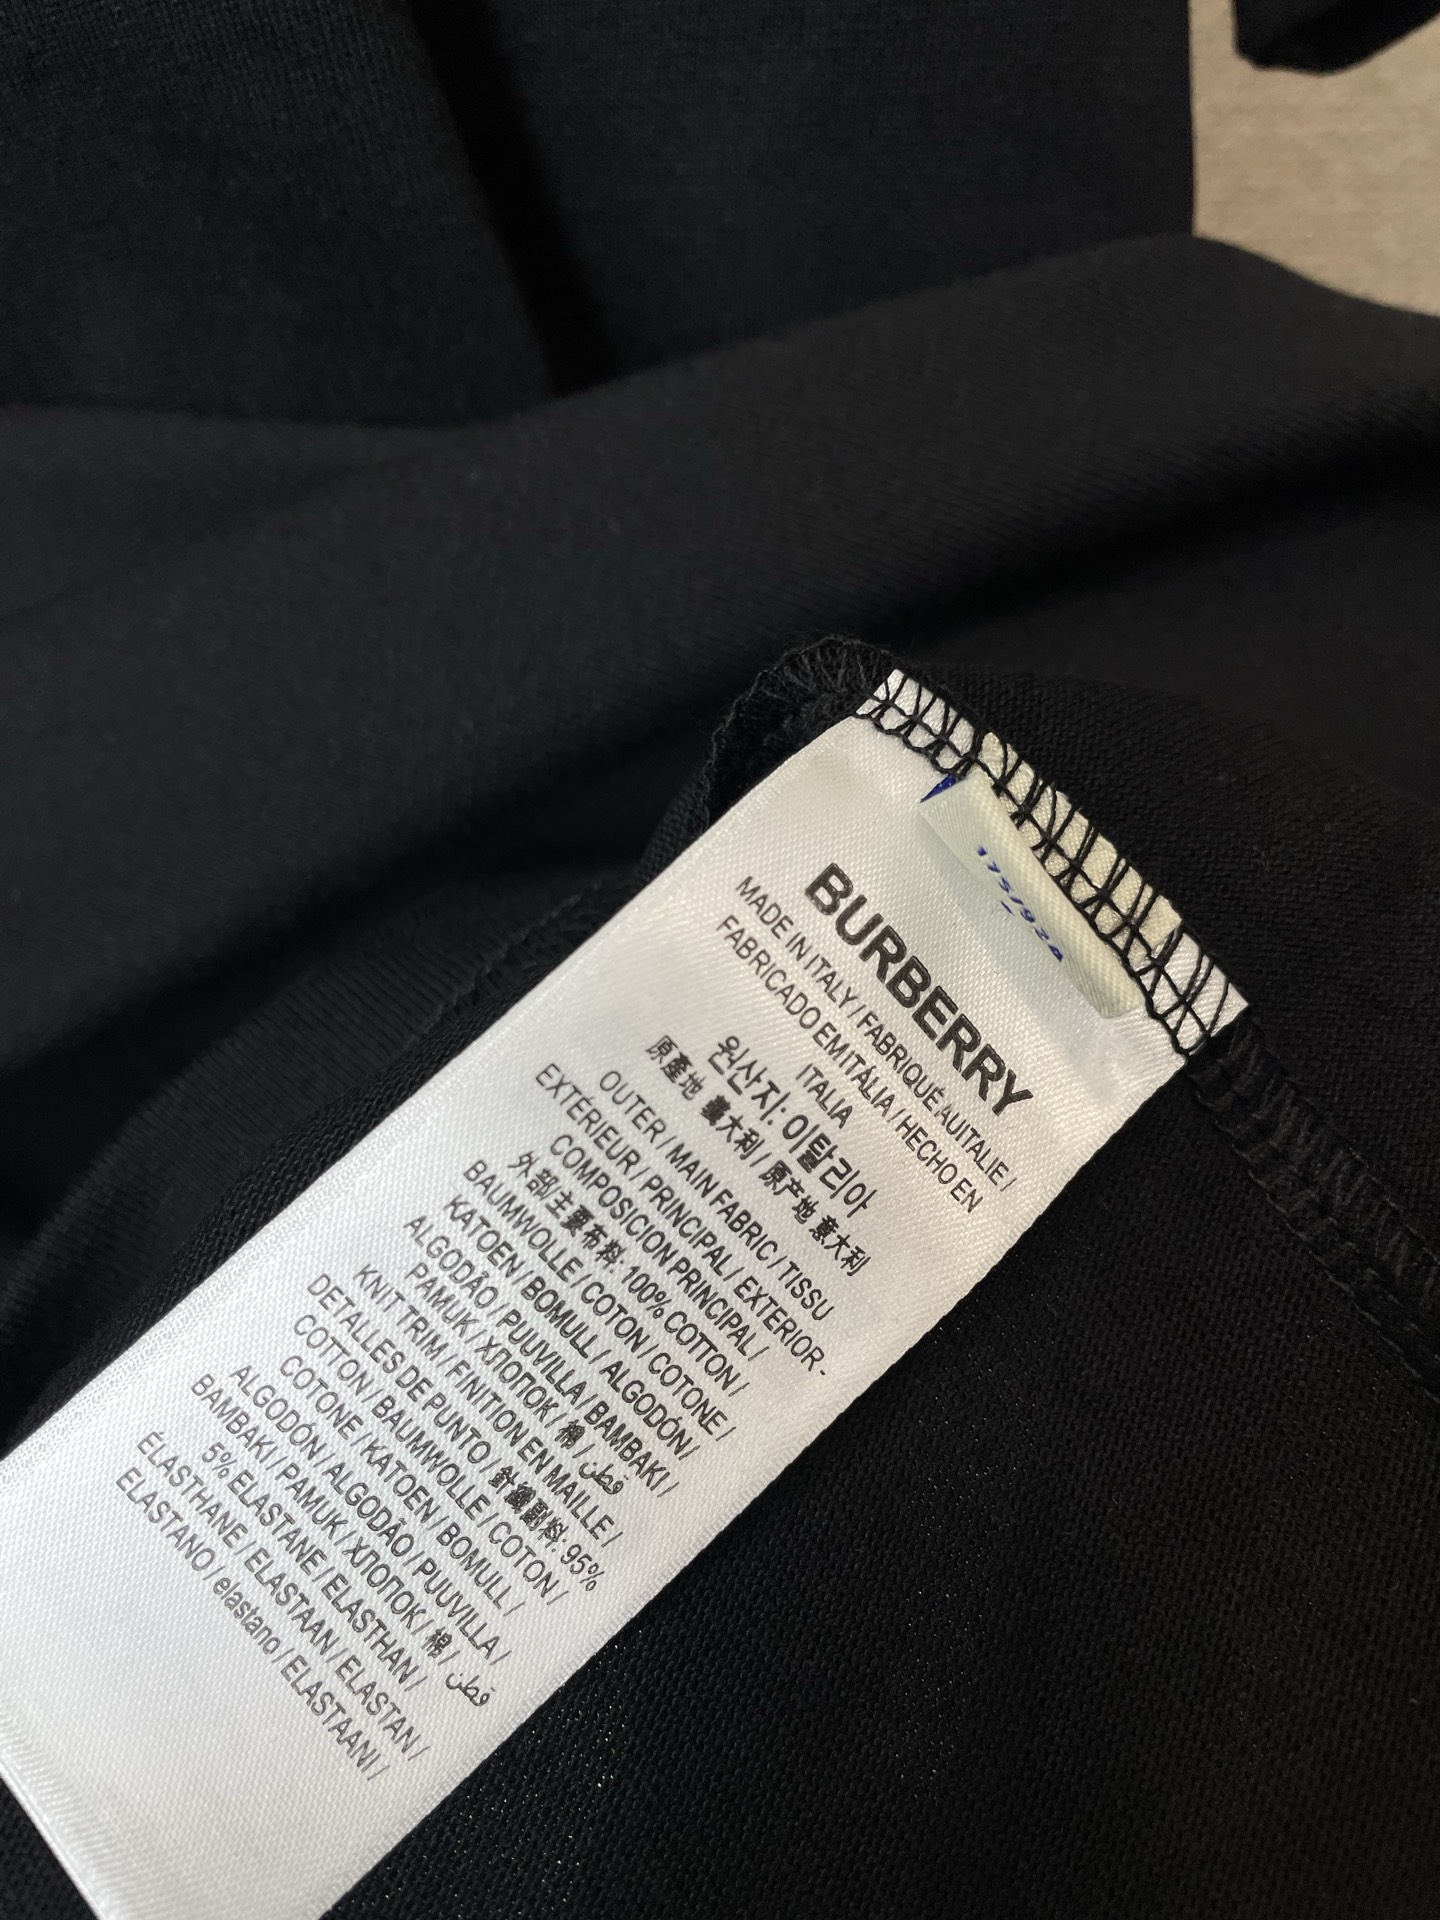 175/92A
BURBERRY
MADE IN ITALY / FABRIQUÉ AU ITALIE /
FABRICADO EM ITÁLIA / HECHO EN
ITALIA
원산지: 이탈리아
原產地 義大利 / 原产地 意大利
OUTER / MAIN FABRIC / TISSU
EXTÉRIEUR / PRINCIPAL / EXTERIOR -
COMPOSICION PRINCIPAL /
外部/主要布料: 100% COTTON /
BAUMWOLLE / COTON / COTONE /
KATOEN / BOMULL / ALGODÓN /
ALGODÃO / PUUVILLA / BAMBAKI /
PAMUK / ХЛОПОК / 棉 / قطن
KNIT TRIM / FINITION EN MAILLE /
DETALLES DE PUNTO / 針織副料: 95%
COTTON / BAUMWOLLE / COTON /
COTONE / KATOEN / BOMULL /
ALGODÓN / ALGODÃO / PUUVILLA /
BAMBAKI / PAMUK / ХЛОПОК / 棉 / قطن
5% ELASTANE / ELASTHAN /
ÉLASTHANE / ELASTAAN / ELASTAN /
ELASTANO / elastano / ELASTAANI /